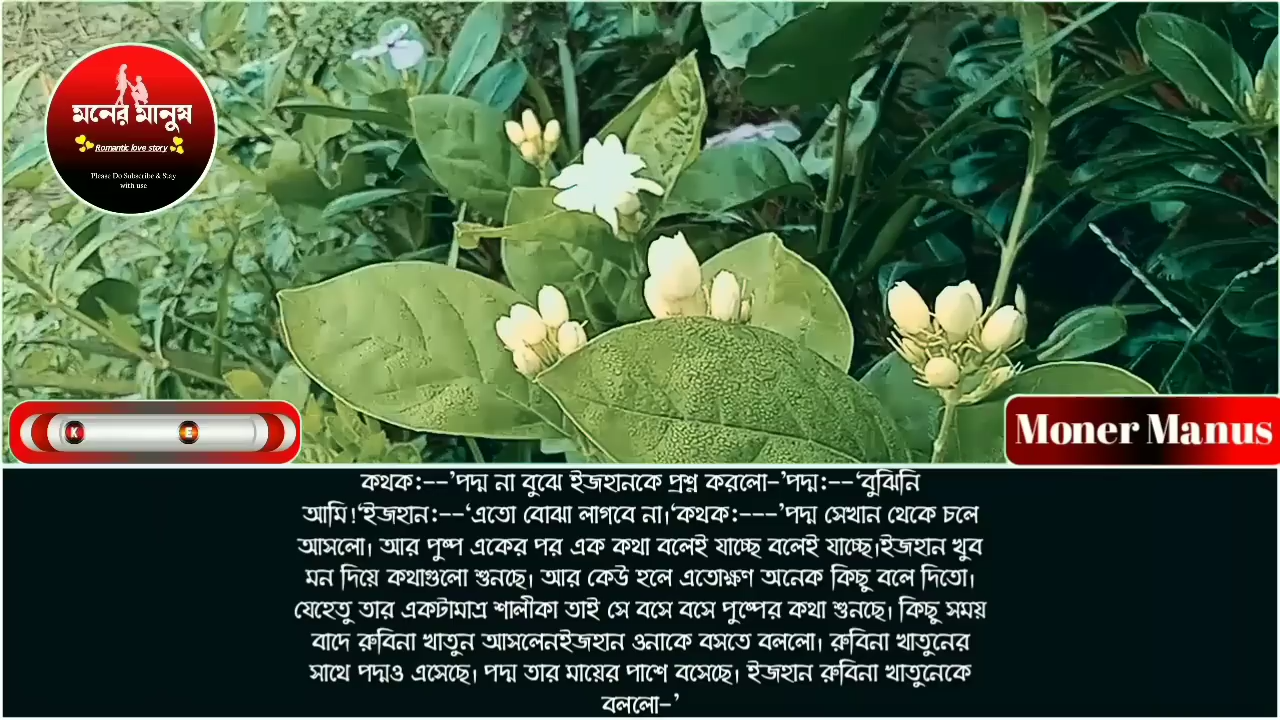 মনের মানুষ
Romantic love story
Please Do Subscribe & Stay
with use
K
E
Moner Manus
কথক:--’পদ্ম না বুঝে ইজহানকে প্রশ্ন করলো-’পদ্ম:--‘বুঝিনি
আমি!‘ইজহান:--‘এতো বোঝা লাগবে না।‘কথক:---’পদ্ম সেখান থেকে চলে
আসলো। আর পুষ্প একের পর এক কথা বলেই যাচ্ছে বলেই যাচ্ছে।ইজহান খুব
মন দিয়ে কথাগুলো শুনছে। আর কেউ হলে এতোক্ষণ অনেক কিছু বলে দিতো।
যেহেতু তার একটামাত্র শালীকা তাই সে বসে বসে পুষ্পের কথা শুনছে। কিছু সময়
বাদে রুবিনা খাতুন আসলেনইজহান ওনাকে বসতে বললো। রুবিনা খাতুনের
সাথে পদ্মও এসেছে। পদ্ম তার মায়ের পাশে বসেছে। ইজহান রুবিনা খাতুনেকে
বললো-’